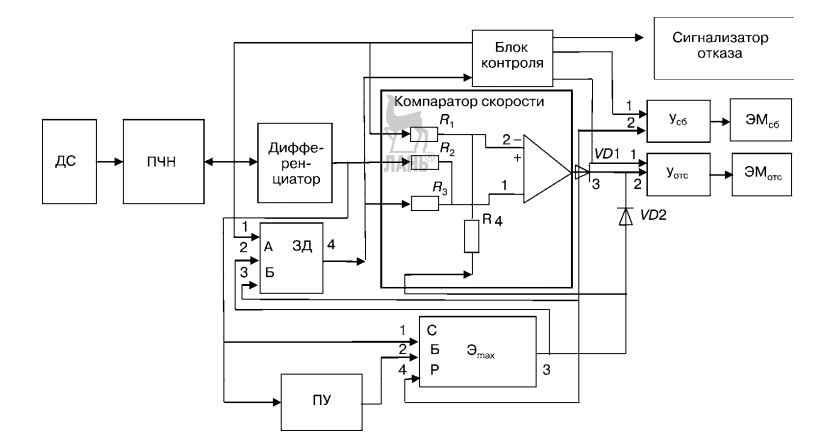 Блок контроля
Сигнализатор отказа
Компаратор скорости
ДС
ПЧН
Диффе-
рен-
циатор
R1
R2
R3
R 4
ЛАНЬ®
2 –
+
1
VD1
3
1
2
Усб
ЭМсб
1
2
Уотс
ЭМотс
VD2
1
2
3
А
Б
ЗД
4
1
2
4
С
Б
Р
Эmax
3
ПУ